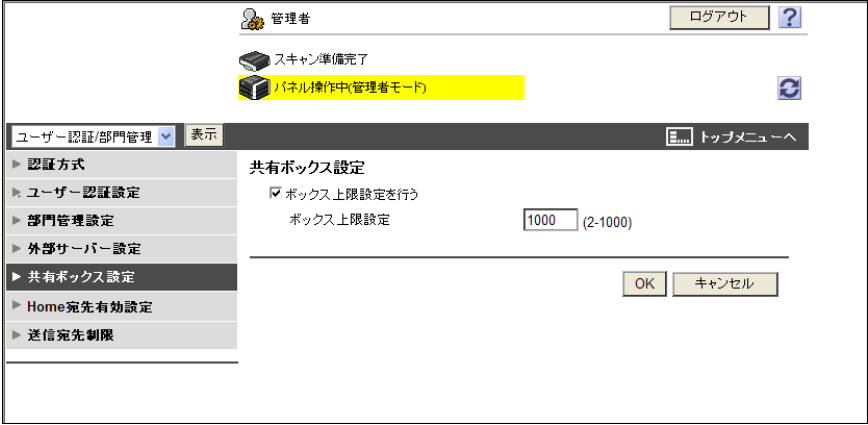 管理者
ログアウト
?
スキャン準備完了
パネル操作中(管理者モード)
ユーザー認証/部門管理
表示
トップメニューへ
認証方式
ユーザー認証設定
部門管理設定
外部サーバー設定
共有ボックス設定
Home宛先有効設定
送信宛先制限
共有ボックス設定
ボックス上限設定を行う
ボックス上限設定 1000 (2-1000)
OK キャンセル